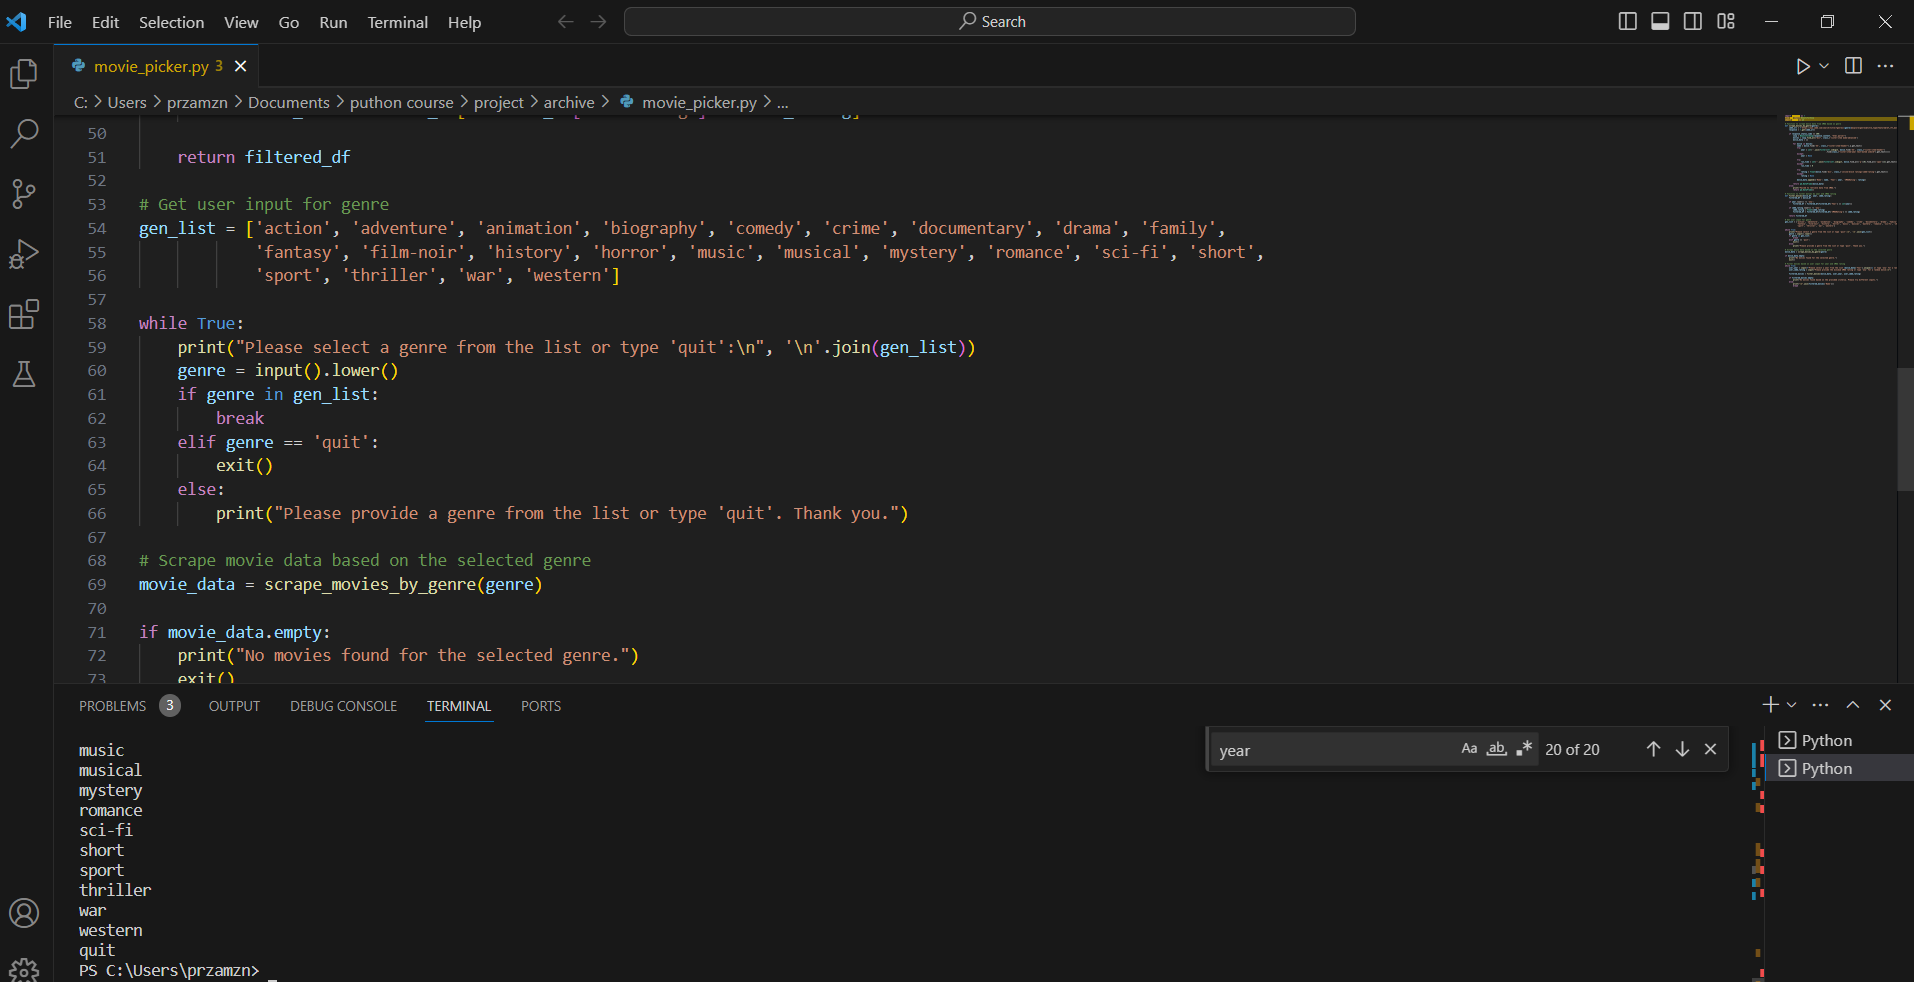 File Edit Selection View Go Run Terminal Help
Search
movie_picker.py 3
C: > Users > przamzn > Documents > puthon course > project > archive > movie_picker.py > ...
50
51 return filtered_df
52
53 # Get user input for genre
54 gen_list = ['action', 'adventure', 'animation', 'biography', 'comedy', 'crime', 'documentary', 'drama', 'family',
55 'fantasy', 'film-noir', 'history', 'horror', 'music', 'musical', 'mystery', 'romance', 'sci-fi', 'short',
56 'sport', 'thriller', 'war', 'western']
57
58 while True:
59 print("Please select a genre from the list or type 'quit':\n", '\n'.join(gen_list))
60 genre = input().lower()
61 if genre in gen_list:
62 break
63 elif genre == 'quit':
64 exit()
65 else:
66 print("Please provide a genre from the list or type 'quit'. Thank you.")
67
68 # Scrape movie data based on the selected genre
69 movie_data = scrape_movies_by_genre(genre)
70
71 if movie_data.empty:
72 print("No movies found for the selected genre.")
73 exit()
PROBLEMS 3 OUTPUT DEBUG CONSOLE TERMINAL PORTS
year Aa ab 20 of 20
Python
Python
music
musical
mystery
romance
sci-fi
short
sport
thriller
war
western
quit
PS C:\Users\przamzn>